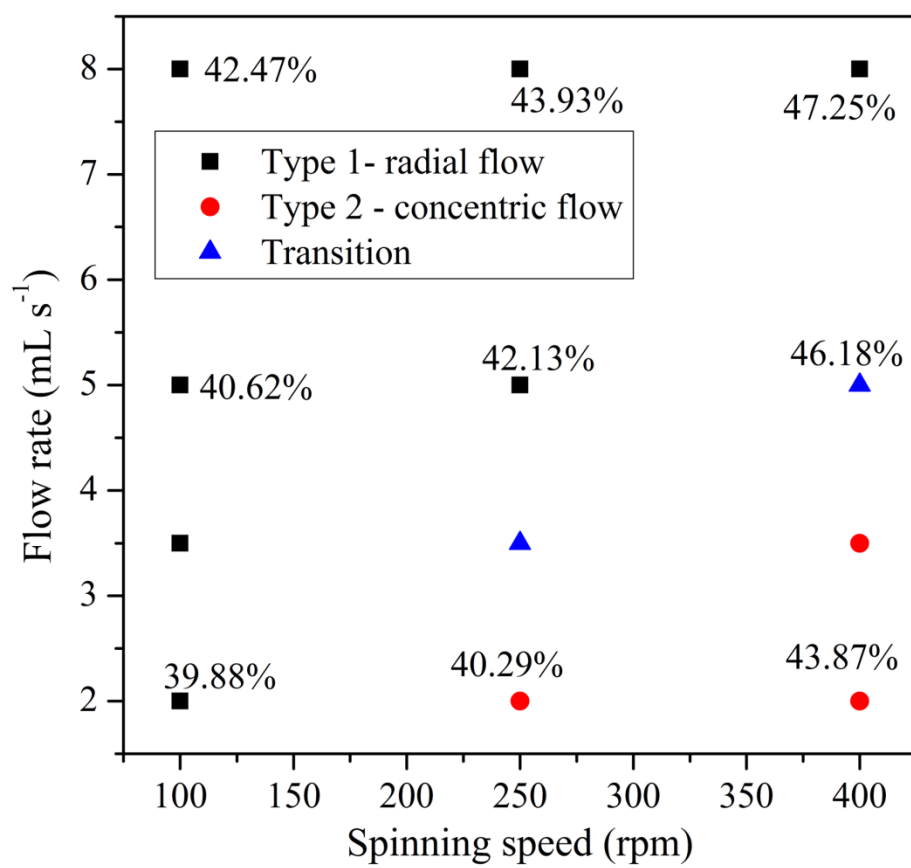 8
42.47%
43.93%
47.25%
7
Type 1- radial flow
Type 2 - concentric flow
Transition
6
5
40.62%
42.13%
46.18%
4
3
2
39.88%
40.29%
43.87%
Flow rate (mL s⁻¹)
100 150 200 250 300 350 400
Spinning speed (rpm)